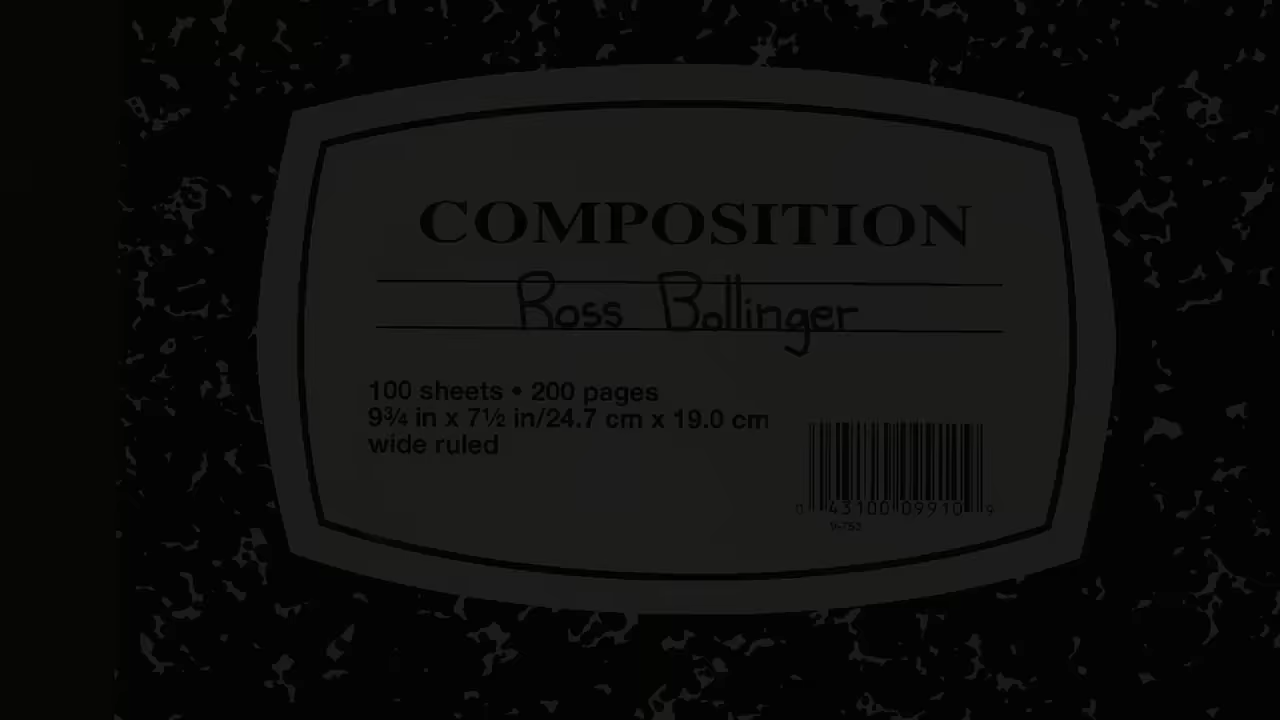 COMPOSITION
Ross Bollinger
100 sheets • 200 pages
9¾ in x 7½ in/24.7 cm x 19.0 cm
wide ruled
0 43100 09910 9